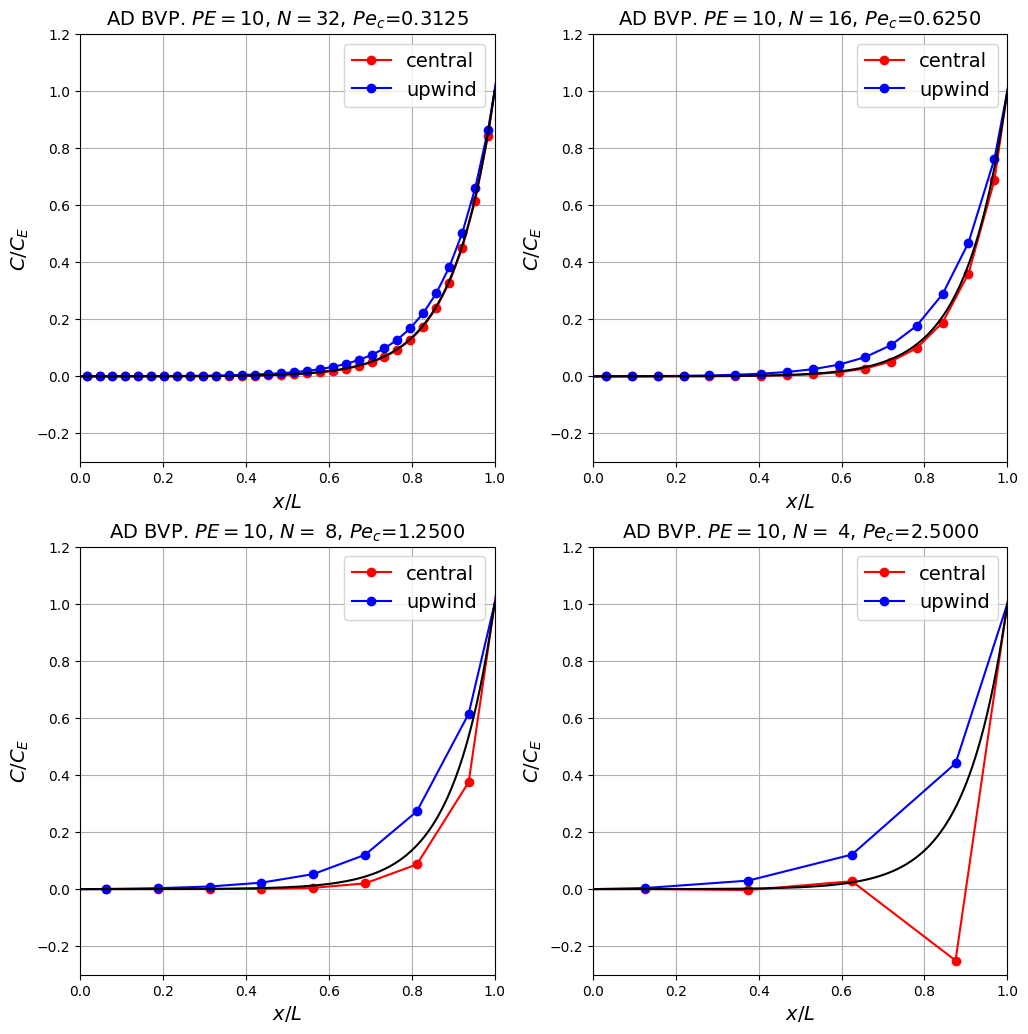 AD BVP. PE = 10, N = 32, Pe_c=0.3125
1.2
1.0
0.8
0.6
0.4
0.2
0.0
−0.2
C/C_E
central
upwind
0.0 0.2 0.4 0.6 0.8 1.0
x/L
AD BVP. PE = 10, N = 16, Pe_c=0.6250
1.2
1.0
0.8
0.6
0.4
0.2
0.0
−0.2
C/C_E
central
upwind
0.0 0.2 0.4 0.6 0.8 1.0
x/L
AD BVP. PE = 10, N = 8, Pe_c=1.2500
1.2
1.0
0.8
0.6
0.4
0.2
0.0
−0.2
C/C_E
central
upwind
0.0 0.2 0.4 0.6 0.8 1.0
x/L
AD BVP. PE = 10, N = 4, Pe_c=2.5000
1.2
1.0
0.8
0.6
0.4
0.2
0.0
−0.2
C/C_E
central
upwind
0.0 0.2 0.4 0.6 0.8 1.0
x/L